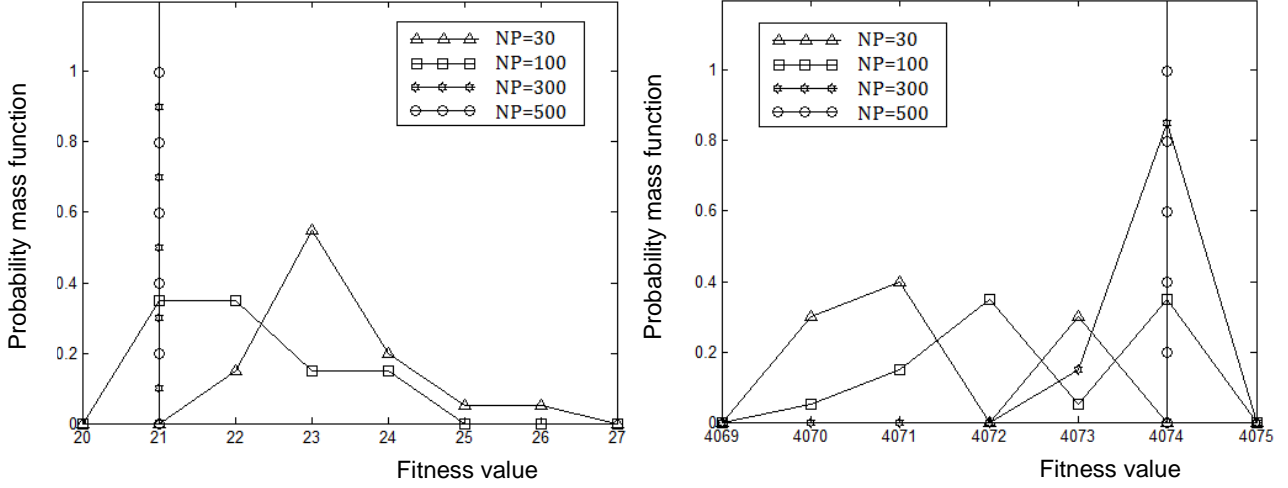 Probability mass function
1
0.8
0.6
0.4
0.2
0
20 21 22 23 24 25 26 27
Fitness value
NP=30
NP=100
NP=300
NP=500
Probability mass function
1
0.8
0.6
0.4
0.2
0
4069 4070 4071 4072 4073 4074 4075
Fitness value
NP=30
NP=100
NP=300
NP=500